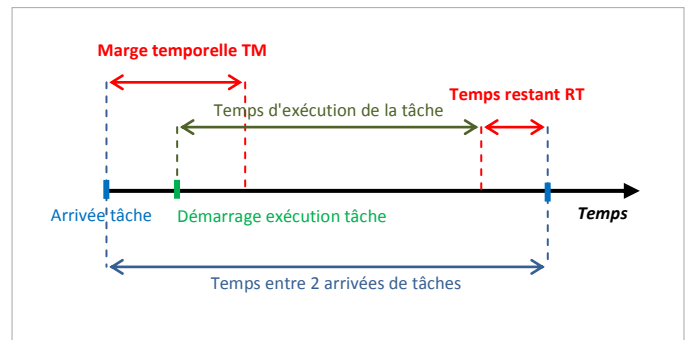 Marge temporelle TM
Temps restant RT
Temps d'exécution de la tâche
Arrivée tâche
Démarrage exécution tâche
Temps
Temps entre 2 arrivées de tâches